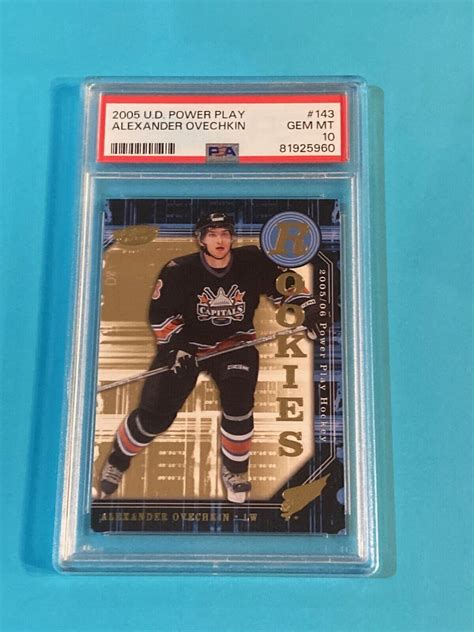 2005 U.D. POWER PLAY #143
ALEXANDER OVECHKIN GEM MT
10
PSA 81925960
ROOKIES
2005/06 Power Play Hockey
8
CAPITALS
ALEXANDER OVECHKIN - LW